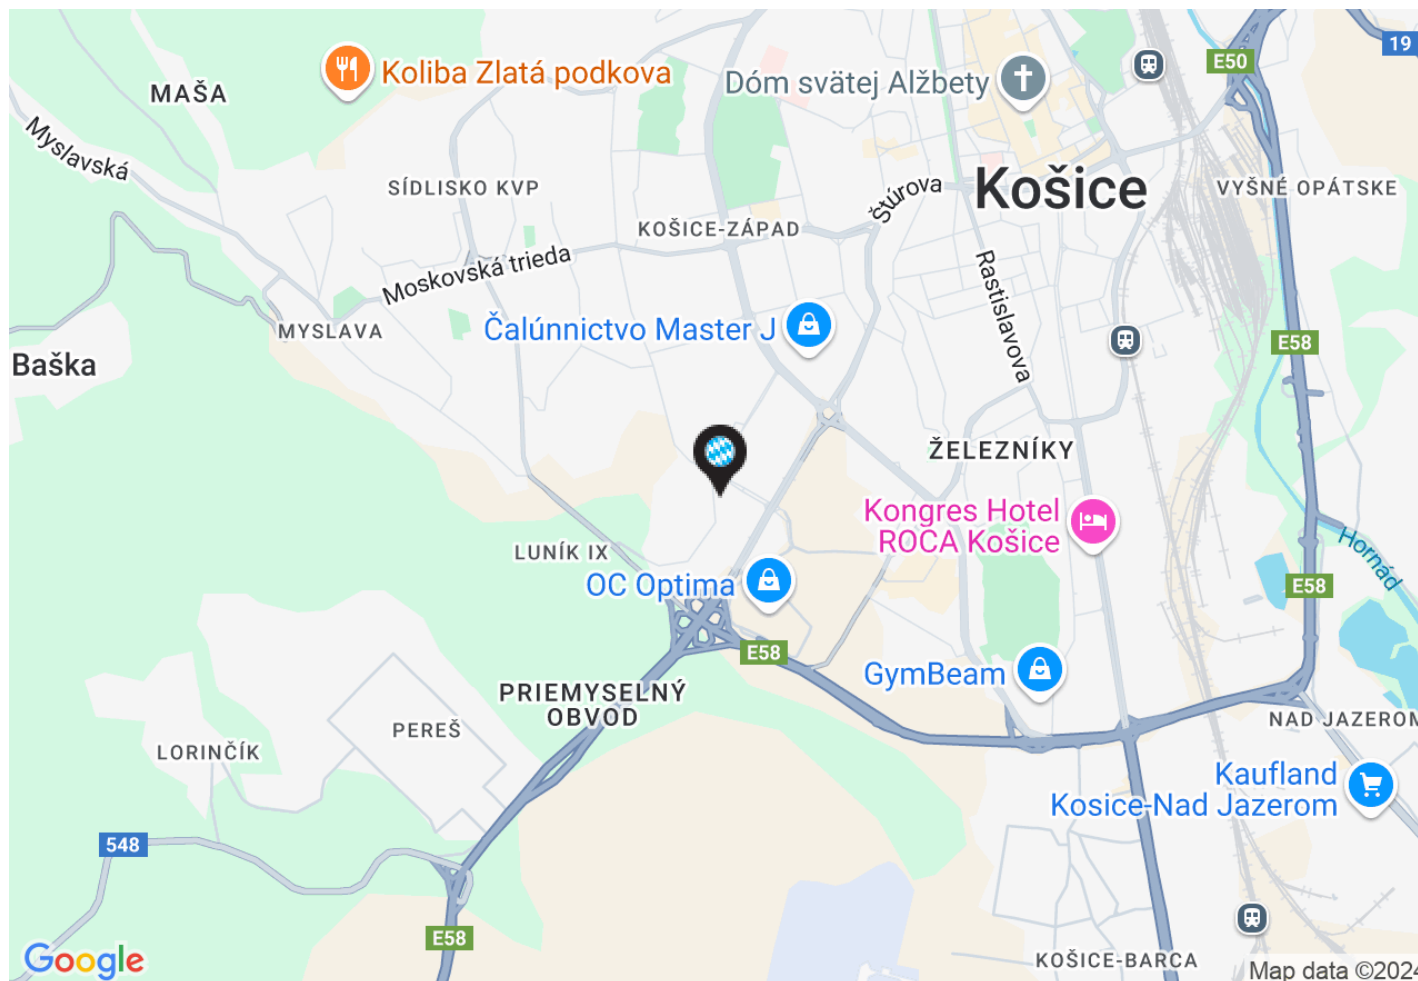 19
E50
Koliba Zlatá podkova
Dóm svätej Alžbety
MAŠA
Myslavská
SÍDLISKO KVP
Štúrova
Košice
VYŠNÉ OPÁTSKE
KOŠICE-ZÁPAD
Moskovská trieda
Rastislavova
MYSLAVA
Čalúnnictvo Master J
E58
Baška
ŽELEZNÍKY
Kongres Hotel
ROCA Košice
LUNÍK IX
OC Optima
Hornád
E58
E58
GymBeam
PRIEMYSELNÝ
OBVOD
PEREŠ
NAD JAZEROM
LORINČÍK
Kaufland
Kosice-Nad Jazerom
548
E58
Google
KOŠICE-BARCA
Map data ©2024